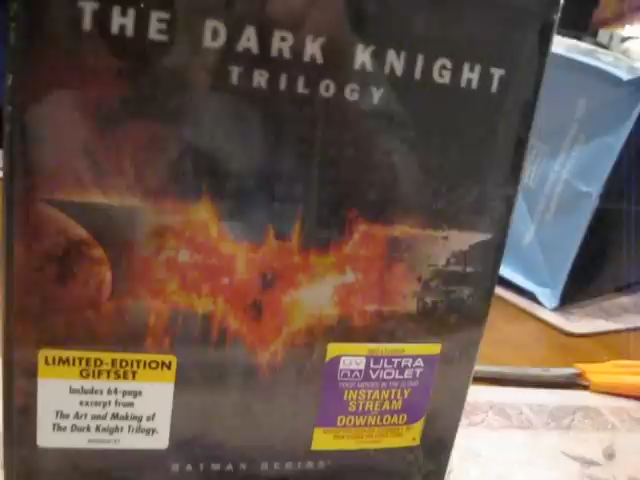 THE DARK KNIGHT
TRILOGY
LIMITED-EDITION
GIFTSET
Includes 64-page
excerpt from
The Art and Making of
The Dark Knight Trilogy.
UV
ULTRA
VIOLET
INSTANTLY
STREAM
DOWNLOAD
BATMAN BEGINS